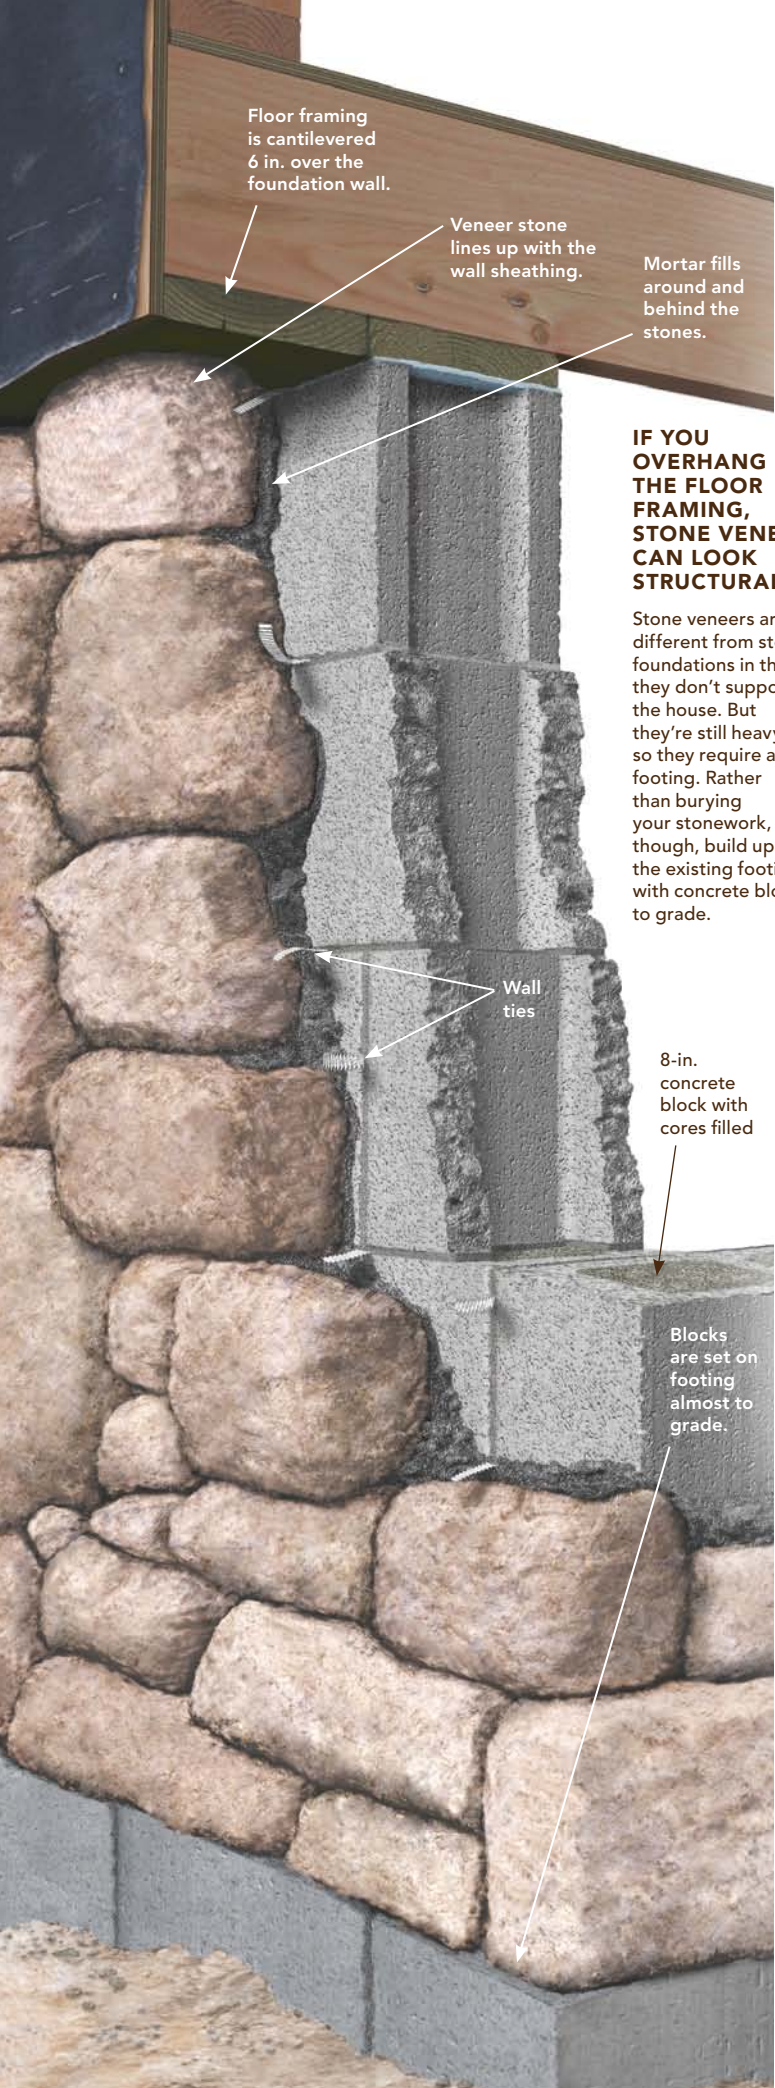 Floor framing
is cantilevered
6 in. over the
foundation wall.
Veneer stone
lines up with the
wall sheathing.
Mortar fills
around and
behind the
stones.
IF YOU
OVERHANG
THE FLOOR
FRAMING,
STONE
CAN LOOK
Stone veneers
different from
foundations in
they don’t
the house. But
they’re still
so they require a
footing. Rather
than burying
your stonework,
though, build up
the existing
with concrete
to grade.
Wall
ties
8-in.
concrete
block with
cores filled
Blocks
are set on
footing
almost to
grade.